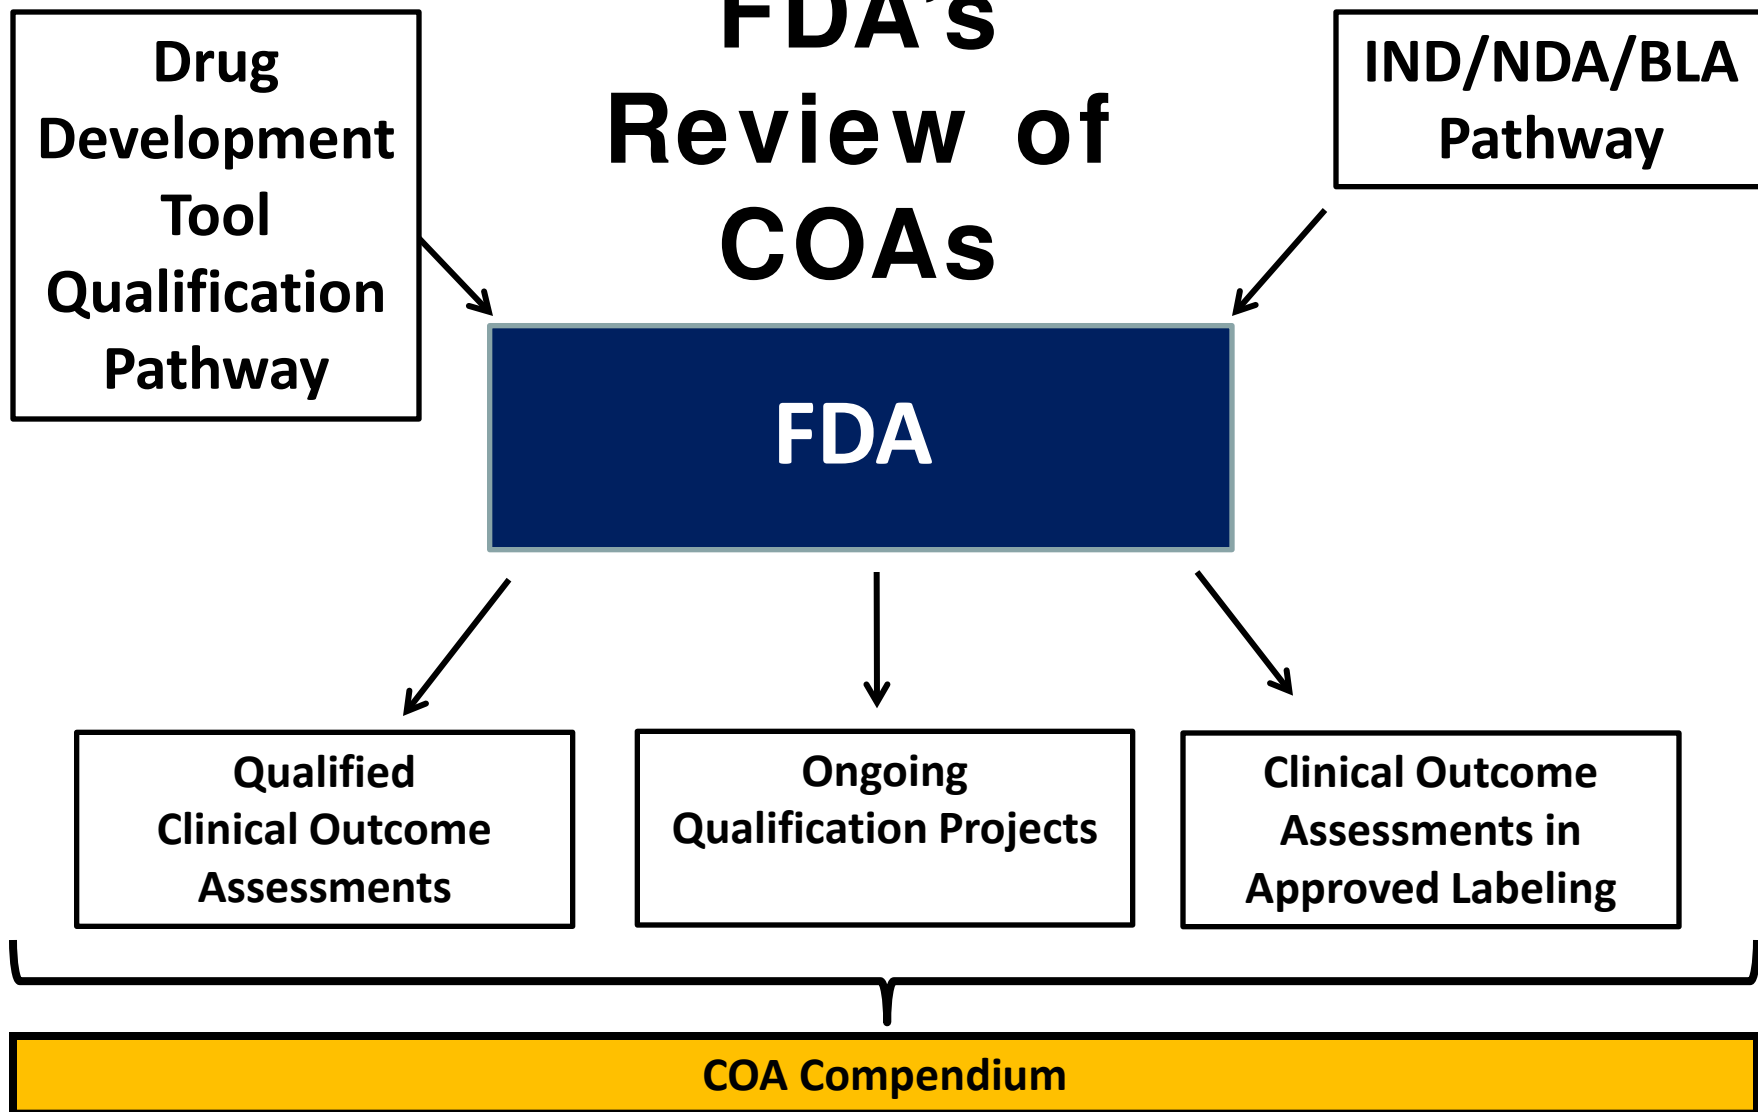 FDA's
Review of
COAs
Drug
Development
Tool
Qualification
Pathway
IND/NDA/BLA
Pathway
FDA
Qualified
Clinical Outcome
Assessments
Ongoing
Qualification Projects
Clinical Outcome
Assessments in
Approved Labeling
COA Compendium